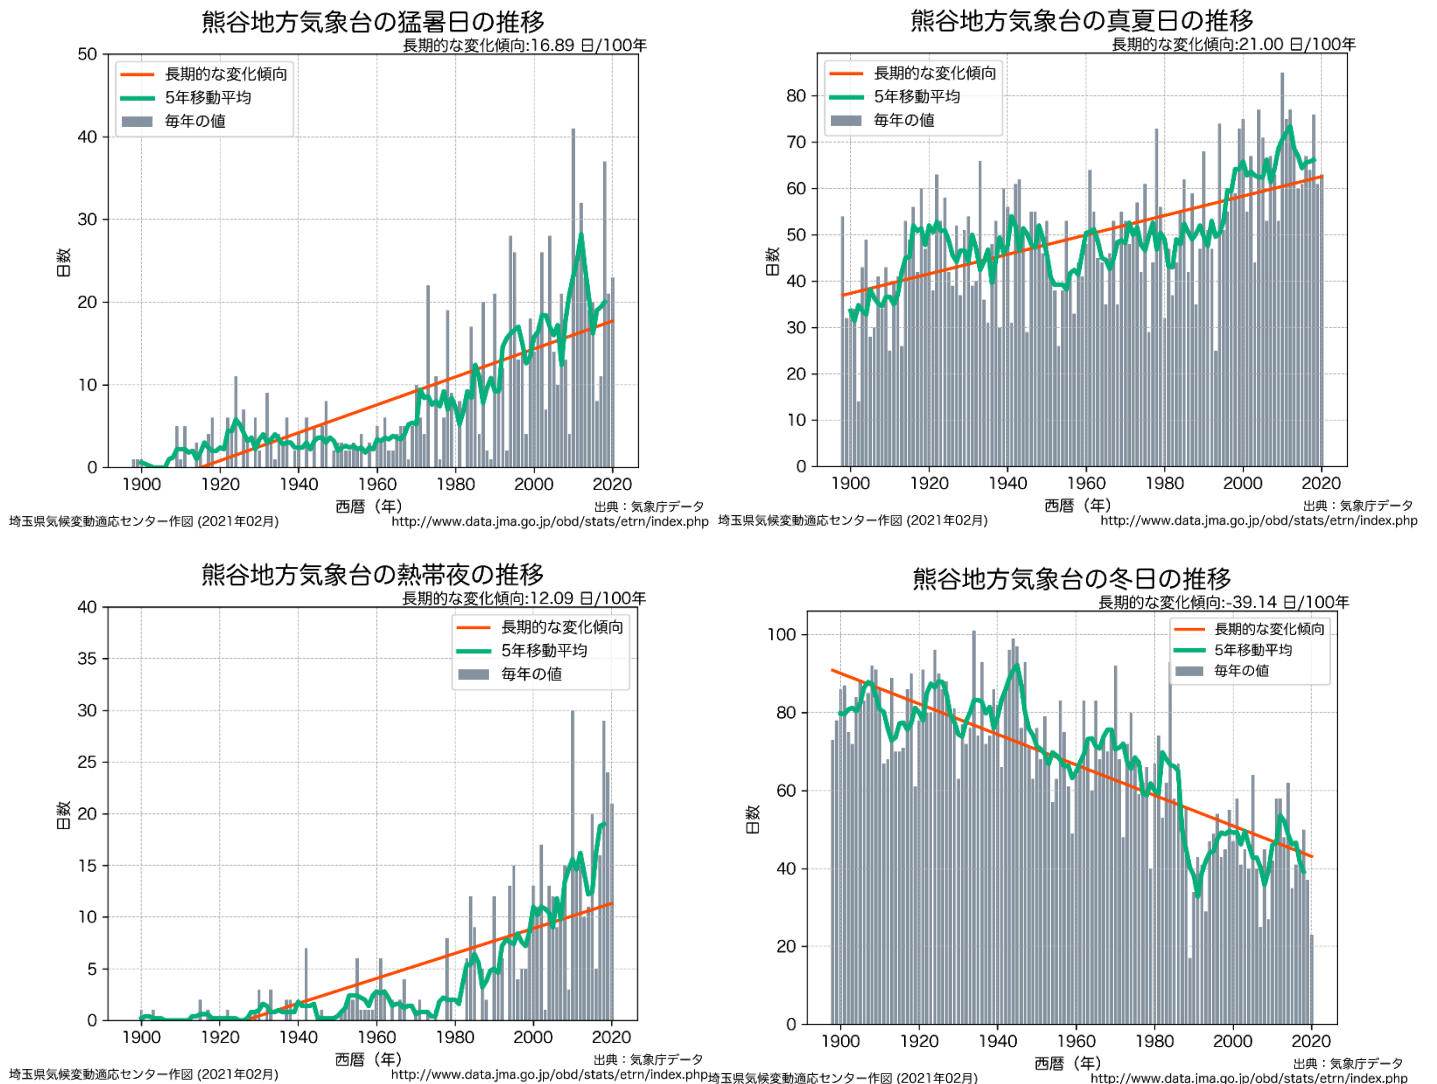 熊谷地方気象台の猛暑日の推移
長期的な変化傾向:16.89 日/100年
長期的な変化傾向
5年移動平均
毎年の値
50
40
30
20
10
0
日数
1900 1920 1940 1960 1980 2000 2020
西暦（年）
出典：気象庁データ
埼玉県気候変動適応センター作図 (2021年02月)
http://www.data.jma.go.jp/obd/stats/etrn/index.php
熊谷地方気象台の真夏日の推移
長期的な変化傾向:21.00 日/100年
長期的な変化傾向
5年移動平均
毎年の値
80
70
60
50
40
30
20
10
0
日数
1900 1920 1940 1960 1980 2000 2020
西暦（年）
出典：気象庁データ
埼玉県気候変動適応センター作図 (2021年02月)
http://www.data.jma.go.jp/obd/stats/etrn/index.php
熊谷地方気象台の熱帯夜の推移
長期的な変化傾向:12.09 日/100年
長期的な変化傾向
5年移動平均
毎年の値
40
35
30
25
20
15
10
5
0
日数
1900 1920 1940 1960 1980 2000 2020
西暦（年）
出典：気象庁データ
埼玉県気候変動適応センター作図 (2021年02月)
http://www.data.jma.go.jp/obd/stats/etrn/index.php
熊谷地方気象台の冬日の推移
長期的な変化傾向:-39.14 日/100年
長期的な変化傾向
5年移動平均
毎年の値
100
80
60
40
20
0
日数
1900 1920 1940 1960 1980 2000 2020
西暦（年）
出典：気象庁データ
埼玉県気候変動適応センター作図 (2021年02月)
http://www.data.jma.go.jp/obd/stats/etrn/index.php